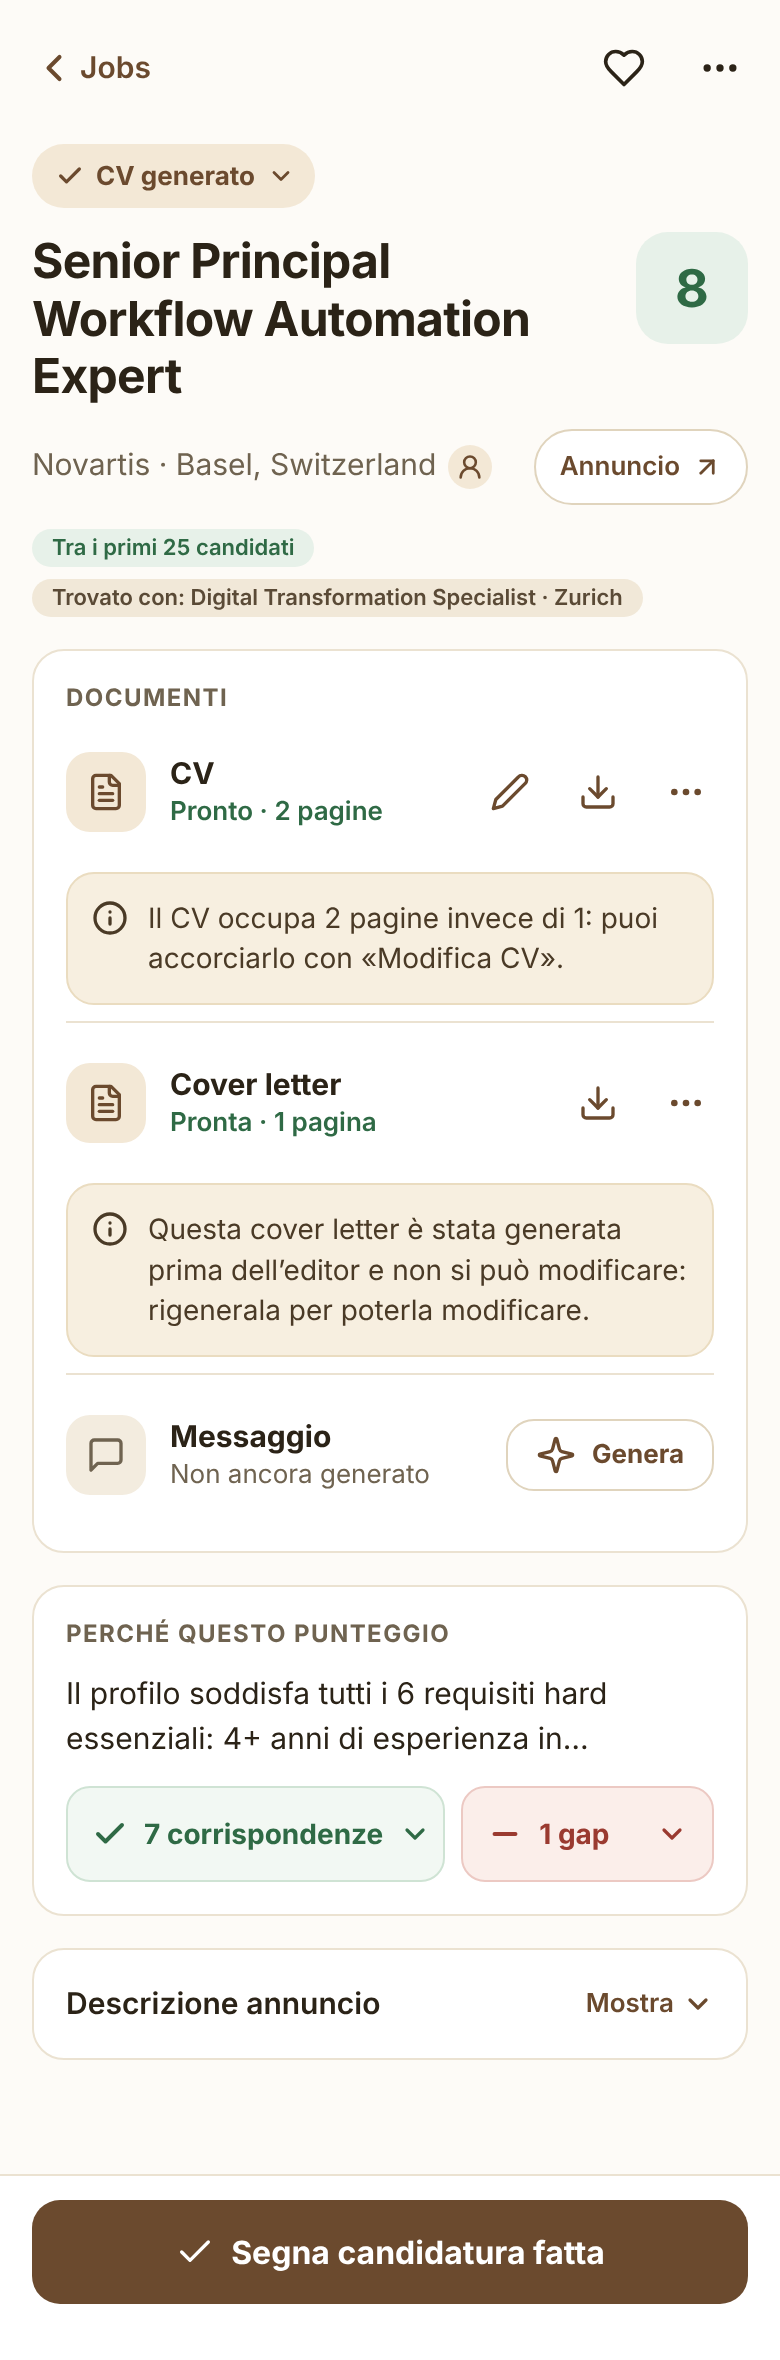 Jobs
CV generato
Senior Principal
Workflow Automation
Expert
8
Novartis · Basel, Switzerland
Annuncio
Tra i primi 25 candidati
Trovato con: Digital Transformation Specialist · Zurich
DOCUMENTI
CV
Pronto · 2 pagine
Il CV occupa 2 pagine invece di 1: puoi
accorciarlo con «Modifica CV».
Cover letter
Pronta · 1 pagina
Questa cover letter è stata generata
prima dell’editor e non si può modificare:
rigenerala per poterla modificare.
Messaggio
Non ancora generato
Genera
PERCHÉ QUESTO PUNTEGGIO
Il profilo soddisfa tutti i 6 requisiti hard
essenziali: 4+ anni di esperienza in...
7 corrispondenze
1 gap
Descrizione annuncio
Mostra
Segna candidatura fatta